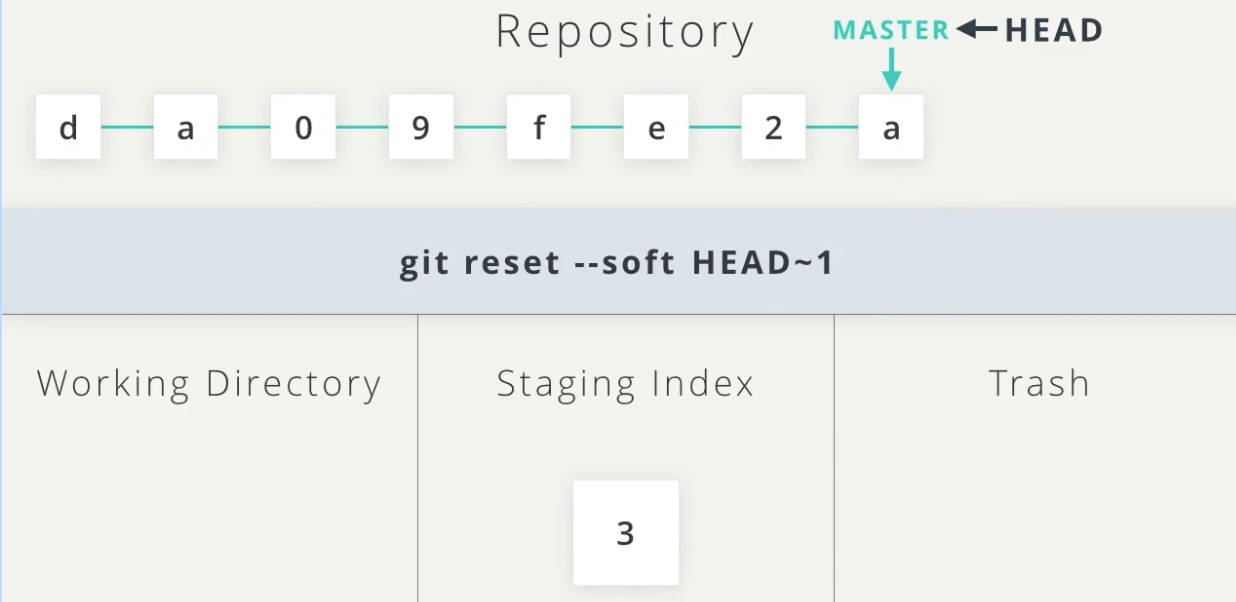 Repository
MASTER HEAD
d a 0 9 f e 2 a
git reset --soft HEAD~1
Working Directory
Staging Index
Trash
3